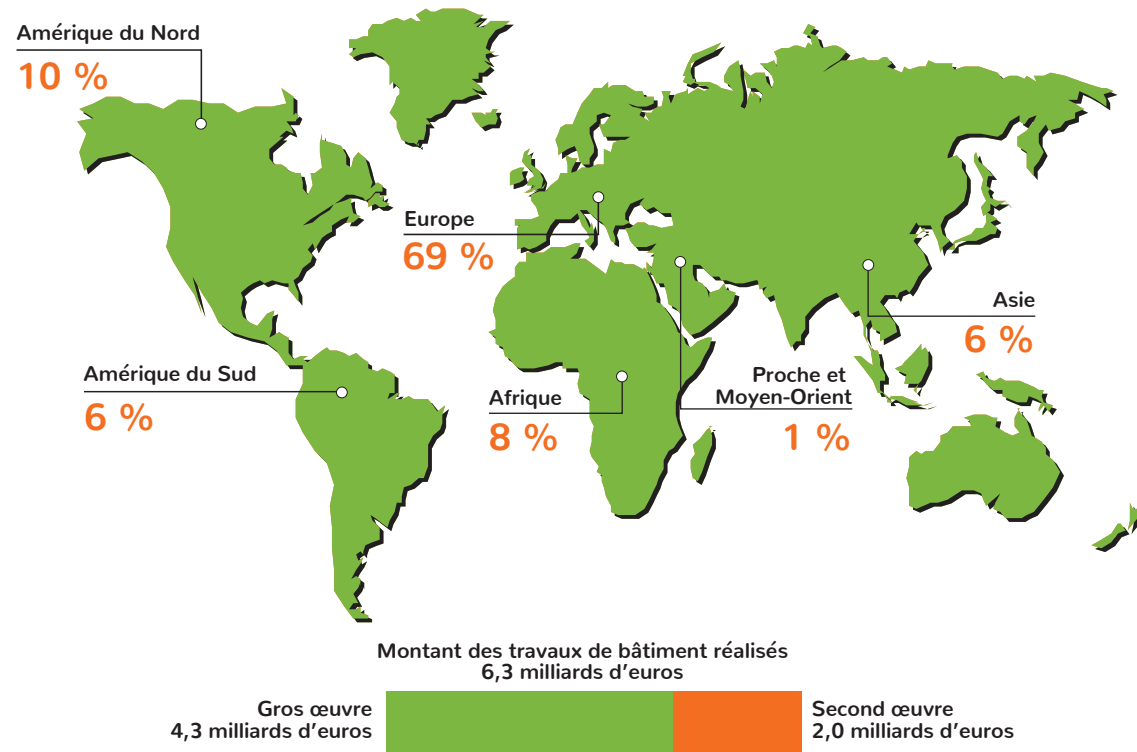 Amérique du Nord
10 %
Europe
69 %
Asie
6 %
Amérique du Sud
6 %
Afrique
8 %
Proche et
Moyen-Orient
1 %
Montant des travaux de bâtiment réalisés
6,3 milliards d’euros
Gros œuvre
4,3 milliards d’euros
Second œuvre
2,0 milliards d’euros